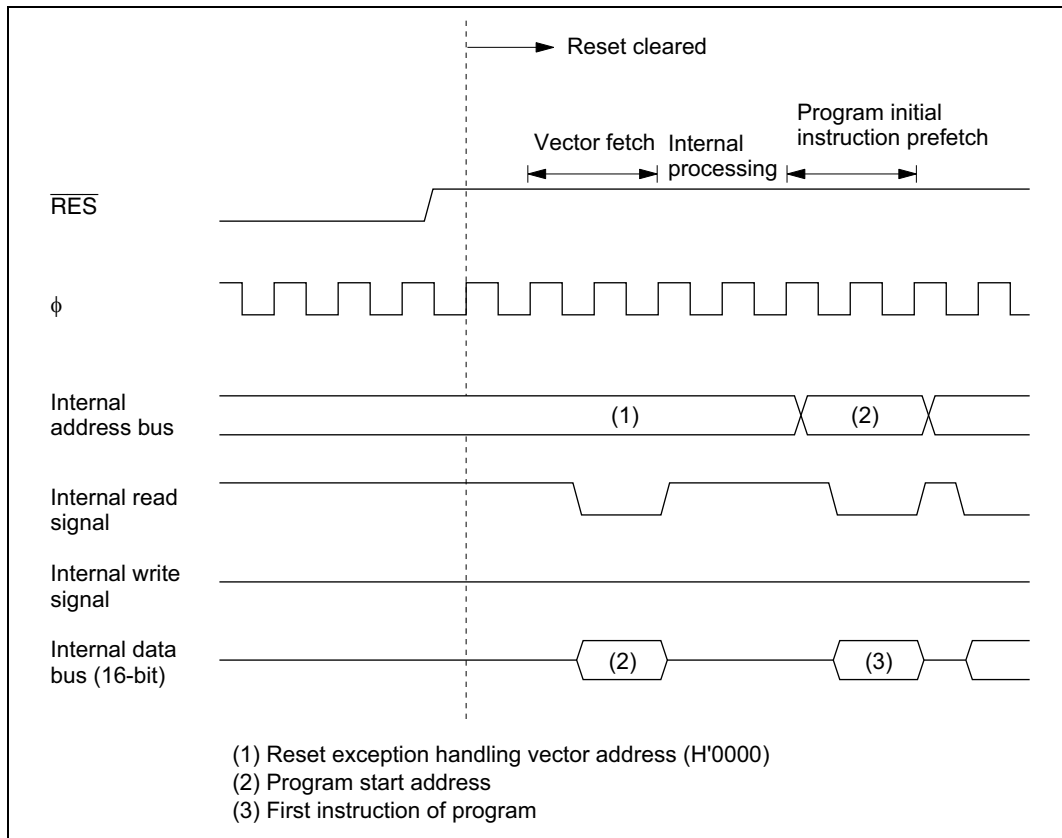 Reset cleared
Program initial
instruction prefetch
Vector fetch
Internal
processing
RES
ϕ
Internal
address bus
(1)
(2)
Internal read
signal
Internal write
signal
Internal data
bus (16-bit)
(2)
(3)
(1) Reset exception handling vector address (H'0000)
(2) Program start address
(3) First instruction of program